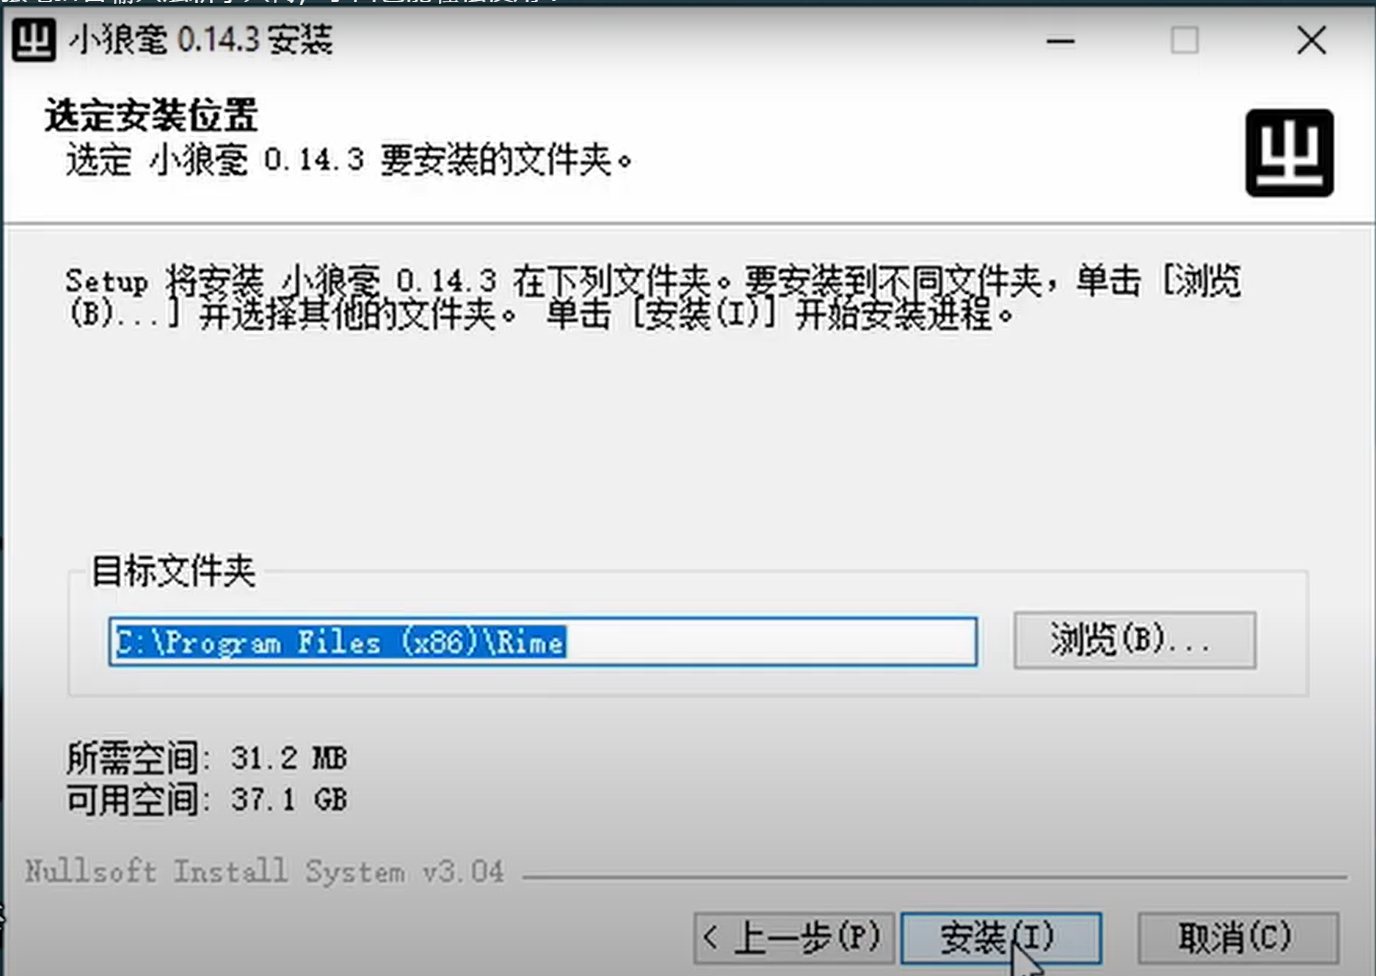 小狼毫 0.14.3 安装
选定安装位置
选定 小狼毫 0.14.3 要安装的文件夹。
Setup 将安装 小狼毫 0.14.3 在下列文件夹。要安装到不同文件夹，单击 [浏览
(B)...] 并选择其他的文件夹。 单击 [安装(I)] 开始安装进程。
目标文件夹
C:\Program Files (x86)\Rime
浏览(B)...
所需空间: 31.2 MB
可用空间: 37.1 GB
Nullsoft Install System v3.04
< 上一步(P)
安装(I)
取消(C)